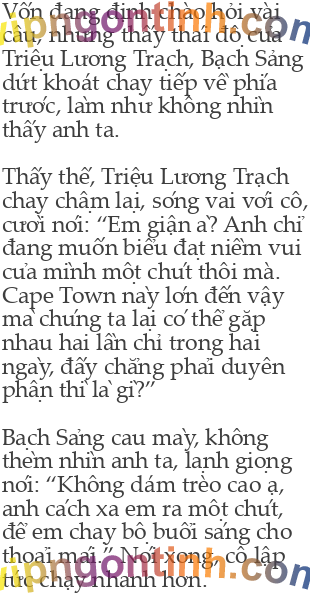 Vốn đang định chào hỏi vài
câu, nhưng thấy thái độ của
Triệu Lương Trạch, Bạch Sảng
dứt khoát chạy tiếp về phía
trước, làm như không nhìn
thấy anh ta.
Thấy thế, Triệu Lương Trạch
chạy chậm lại, sóng vai với cô,
cười nói: “Em giận à? Anh chỉ
đang muốn biểu đạt niềm vui
của mình một chút thôi mà.
Cape Town này lớn đến vậy
mà chúng ta lại có thể gặp
nhau hai lần chỉ trong hai
ngày, đấy chẳng phải duyên
phận thì là gì?”
Bạch Sảng cau mày, không
thèm nhìn anh ta, lạnh giọng
nói: “Không dám trèo cao ạ,
anh cách xa em ra một chút,
để em chạy bộ buổi sáng cho
thoải mái.” Nói xong, cô lập
tức chạy nhanh hơn.
vipngontinh.com
vipngontinh.com